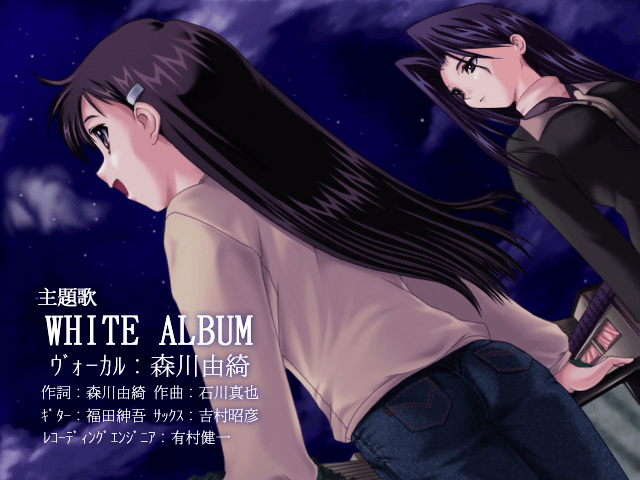 主題歌
WHITE ALBUM
ヴォーカル：森川由綺
作詞：森川由綺 作曲：石川真也
ギター：福田紳吾 サックス：吉村昭彦
レコーディングエンジニア：有村健一